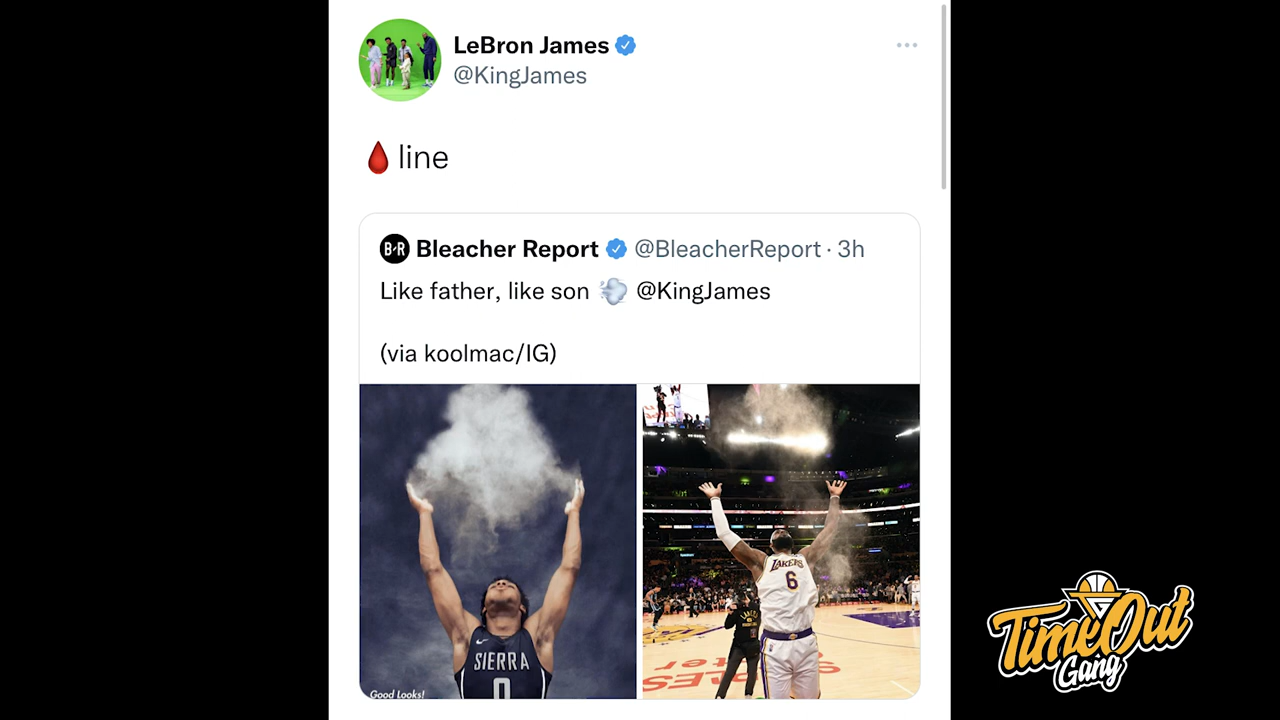 LeBron James
@KingJames
🩸line
B/R Bleacher Report @BleacherReport · 3h
Like father, like son 💨 @KingJames
(via koolmac/IG)
SIERRA
0
Good Looks!
LAKERS
6
TimeOut
Gang